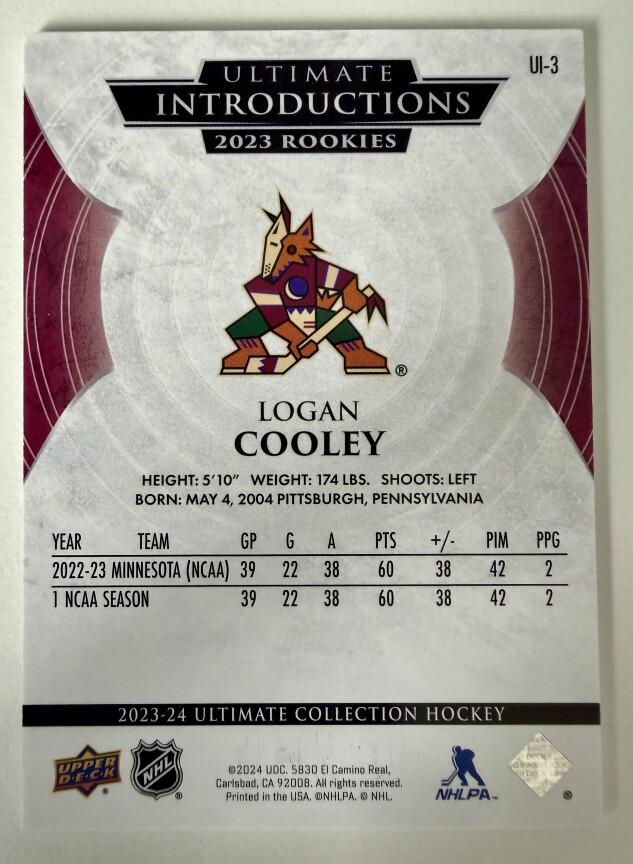 UI-3
ULTIMATE
INTRODUCTIONS
2023 ROOKIES
®
LOGAN
COOLEY
HEIGHT: 5'10" WEIGHT: 174 LBS. SHOOTS: LEFT
BORN: MAY 4, 2004 PITTSBURGH, PENNSYLVANIA
YEAR TEAM GP G A PTS +/- PIM PPG
2022-23 MINNESOTA (NCAA) 39 22 38 60 38 42 2
1 NCAA SEASON 39 22 38 60 38 42 2
2023-24 ULTIMATE COLLECTION HOCKEY
UPPER
D·E·C·K ®
NHL ®
©2024 UDC. 5830 El Camino Real,
Carlsbad, CA 92008. All rights reserved.
Printed in the USA. ©NHLPA. © NHL.
NHLPA™
®